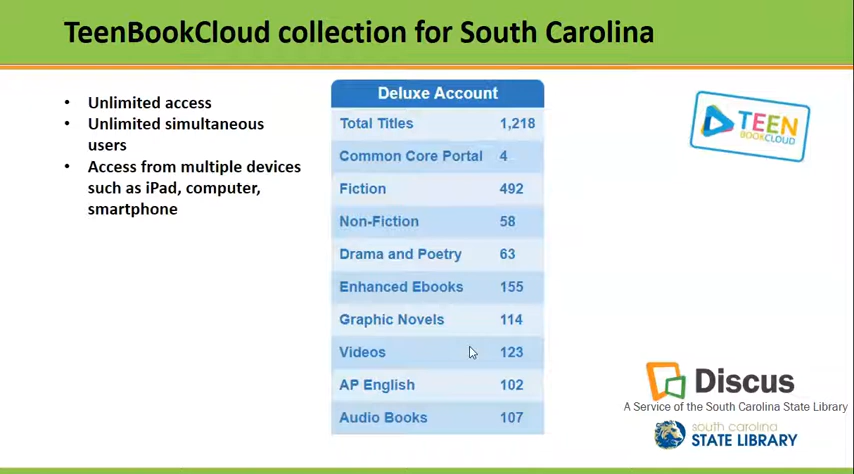 TeenBookCloud collection for South Carolina
• Unlimited access
• Unlimited simultaneous
users
• Access from multiple devices
such as iPad, computer,
smartphone
Deluxe Account
Total Titles 1,218
Common Core Portal 4
Fiction 492
Non-Fiction 58
Drama and Poetry 63
Enhanced Ebooks 155
Graphic Novels 114
Videos 123
AP English 102
Audio Books 107
TEEN
BOOKCLOUD
Discus
A Service of the South Carolina State Library
south carolina
STATE LIBRARY